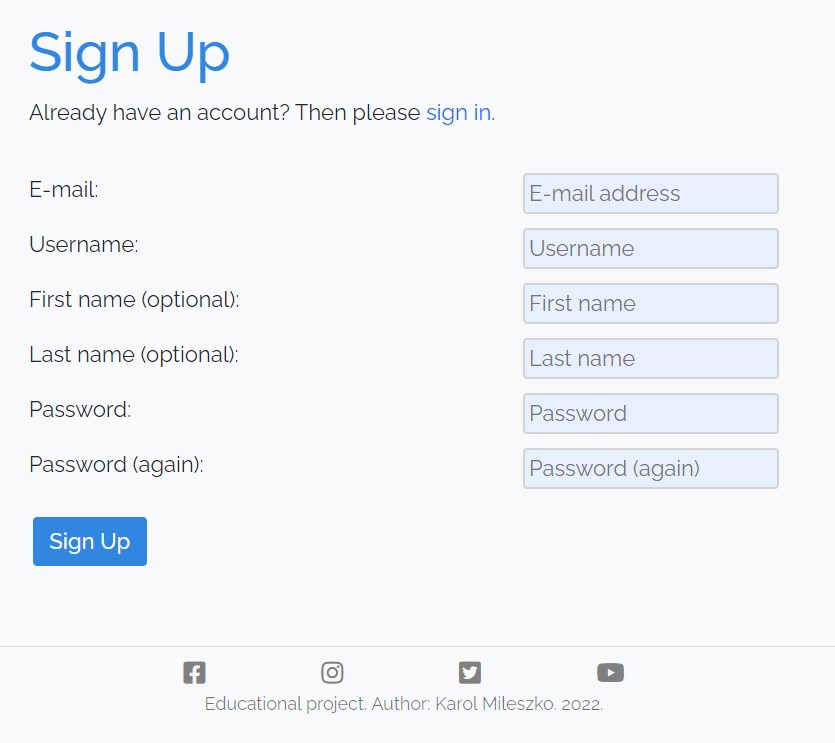 Sign Up
Already have an account? Then please sign in.
E-mail:
E-mail address
Username:
Username
First name (optional):
First name
Last name (optional):
Last name
Password:
Password
Password (again):
Password (again)
Sign Up
Educational project. Author: Karol Mileszko. 2022.